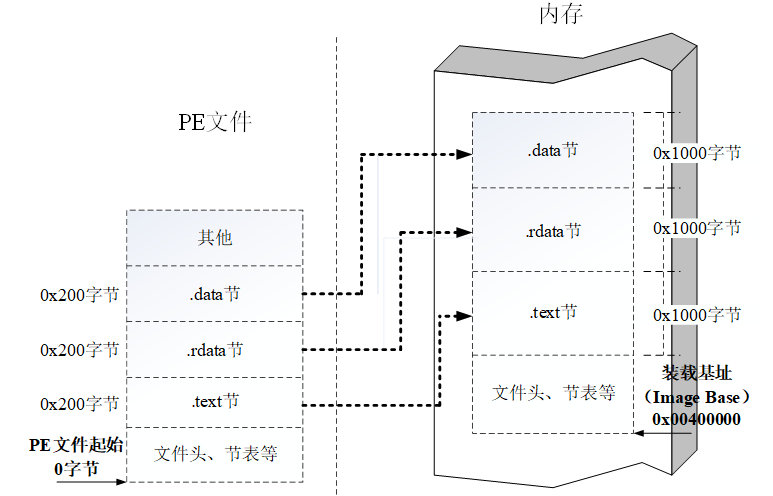 内存
PE文件
.data节
0x1000字节
.rdata节
0x1000字节
.text节
0x1000字节
文件头、节表等
装载基址
（Image Base）
0x00400000
其他
0x200字节
.data节
0x200字节
.rdata节
0x200字节
.text节
PE文件起始
0字节
文件头、节表等